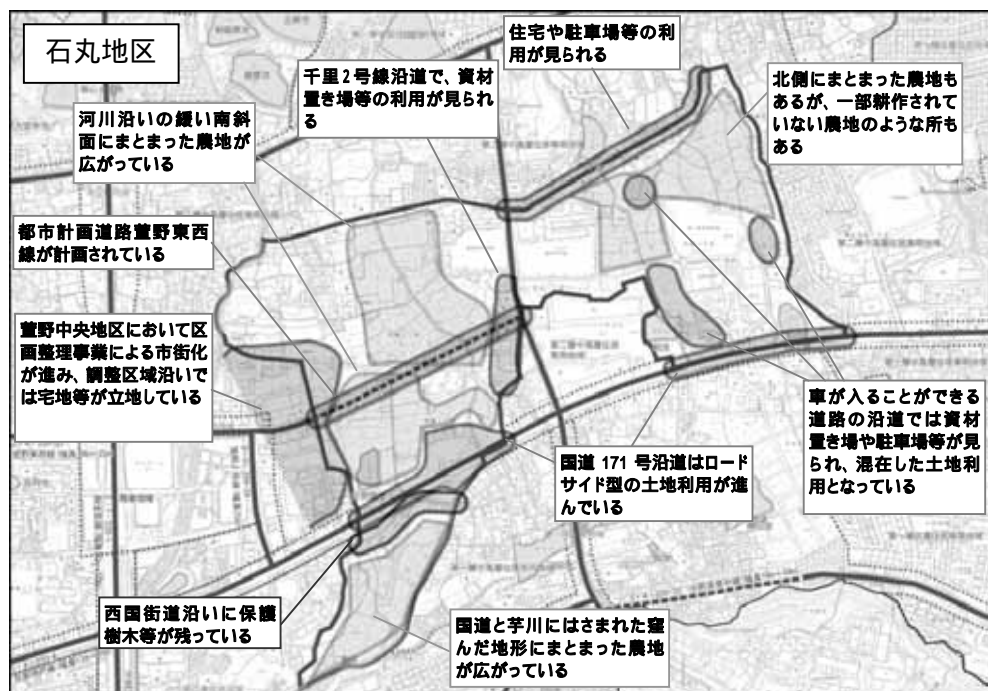 石丸地区
住宅や駐車場等の利
用が見られる
千里2号線沿道で、資材
置き場等の利用が見られ
る
北側にまとまった農地も
あるが、一部耕作されて
いない農地のような所も
ある
河川沿いの緩い南斜
面にまとまった農地が
広がっている
都市計画道路萱野東西
線が計画されている
萱野中央地区において区
画整理事業による市街化
が進み、調整区域沿いで
は宅地等が立地している
車が入ることができる
道路の沿道では資材
置き場や駐車場等が見
られ、混在した土地利
用となっている
国道 171 号沿道はロード
サイド型の土地利用が進
んでいる
西国街道沿いに保護
樹木等が残っている
国道と芋川にはさまれた窪
んだ地形にまとまった農地
が広がっている